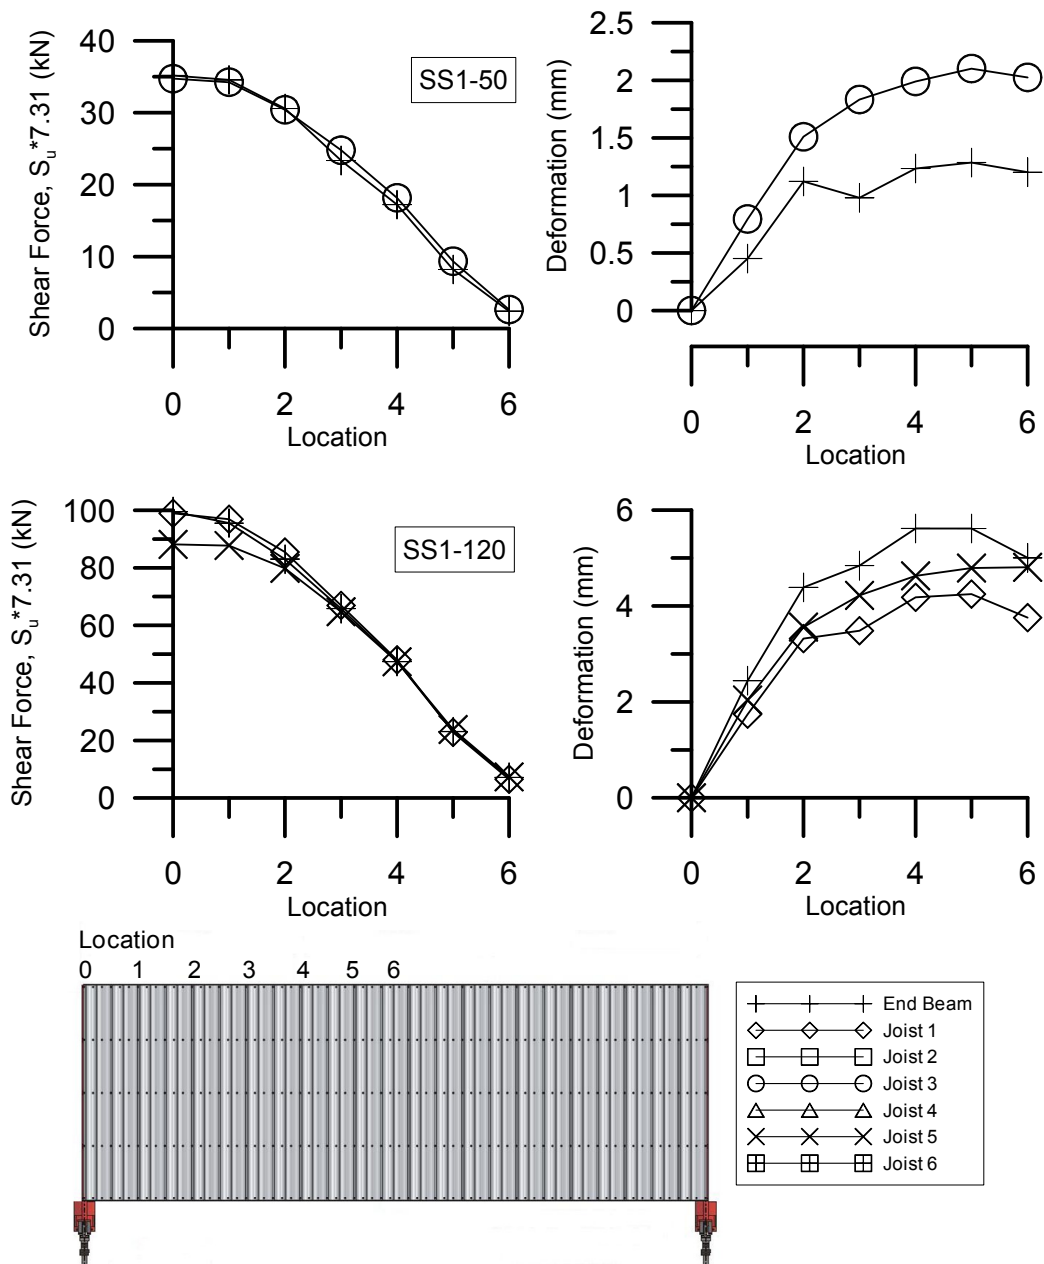 Shear Force, Su*7.31 (kN)
40
30
20
10
0
SS1-50
0 2 4 6
Location
Deformation (mm)
2.5
2
1.5
1
0.5
0
0 2 4 6
Location
Shear Force, Su*7.31 (kN)
100
80
60
40
20
0
SS1-120
0 2 4 6
Location
Deformation (mm)
6
4
2
0
0 2 4 6
Location
Location
0 1 2 3 4 5 6
End Beam
Joist 1
Joist 2
Joist 3
Joist 4
Joist 5
Joist 6